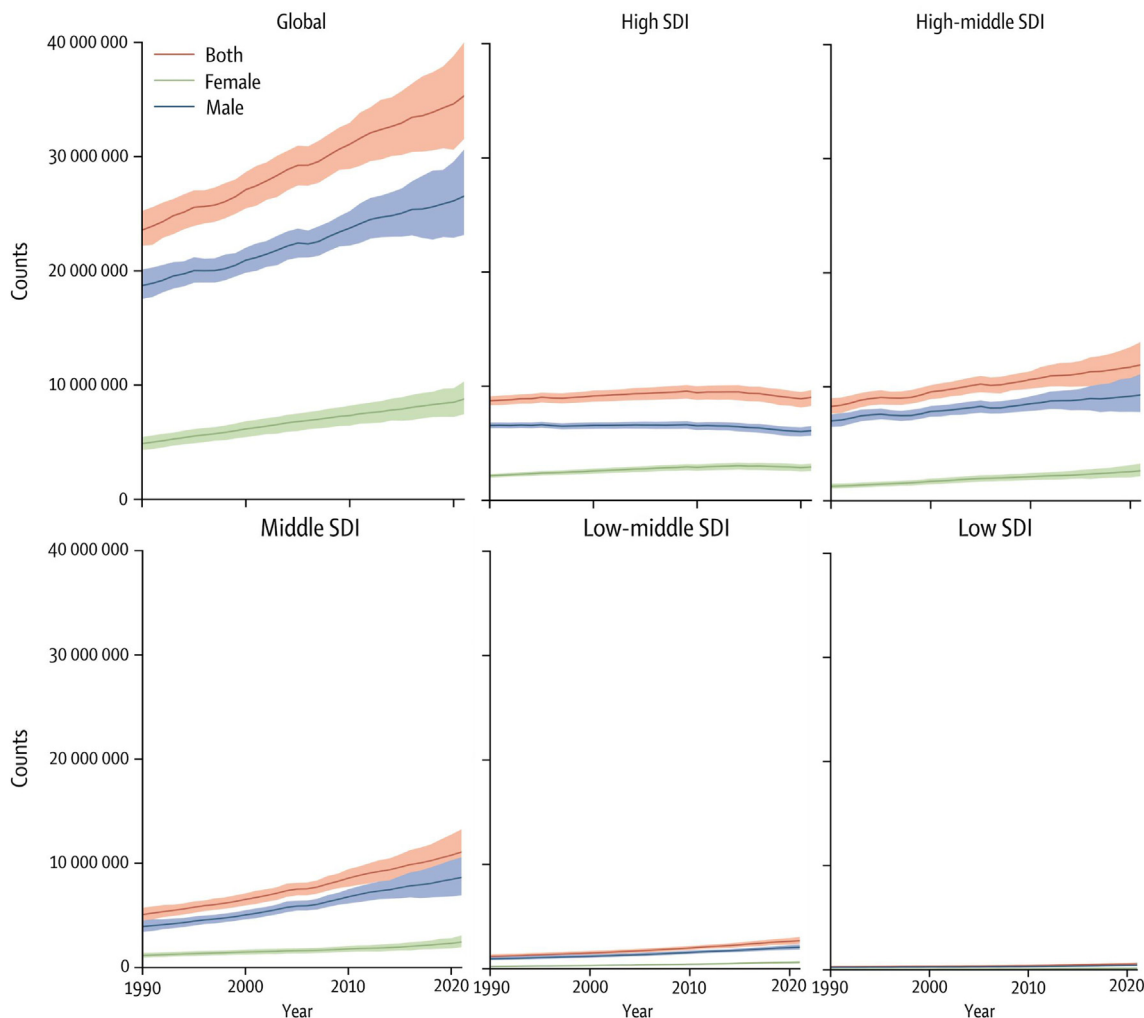 Global
High SDI
High-middle SDI
Both
Female
Male
40 000 000
30 000 000
20 000 000
10 000 000
0
Counts
Middle SDI
Low-middle SDI
Low SDI
40 000 000
30 000 000
20 000 000
10 000 000
0
Counts
1990 2000 2010 2020
1990 2000 2010 2020
1990 2000 2010 2020
Year
Year
Year